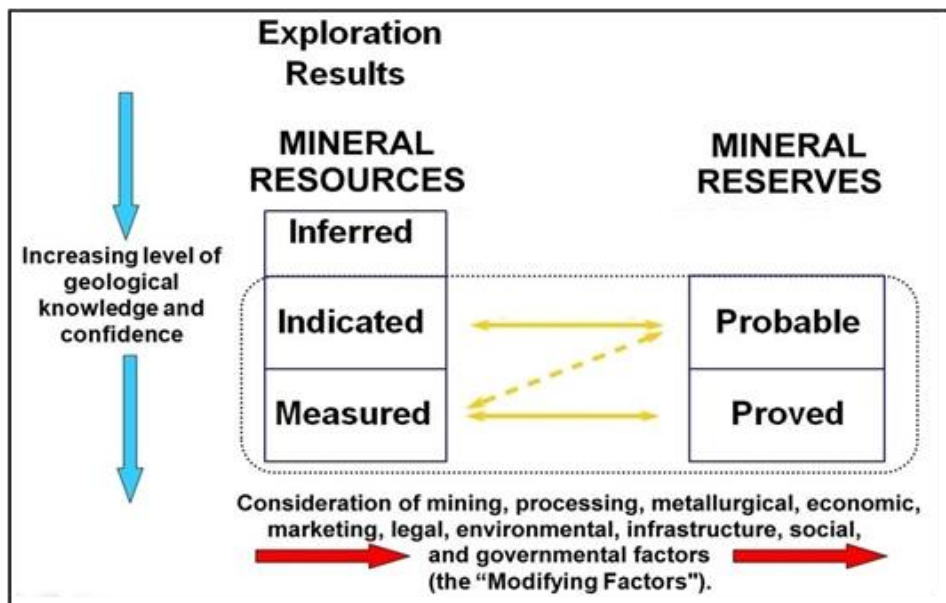 Exploration
Results
MINERAL
RESOURCES
MINERAL
RESERVES
Inferred
Increasing level of
geological
knowledge and
confidence
Indicated
Probable
Measured
Proved
Consideration of mining, processing, metallurgical, economic,
marketing, legal, environmental, infrastructure, social,
and governmental factors
(the “Modifying Factors").